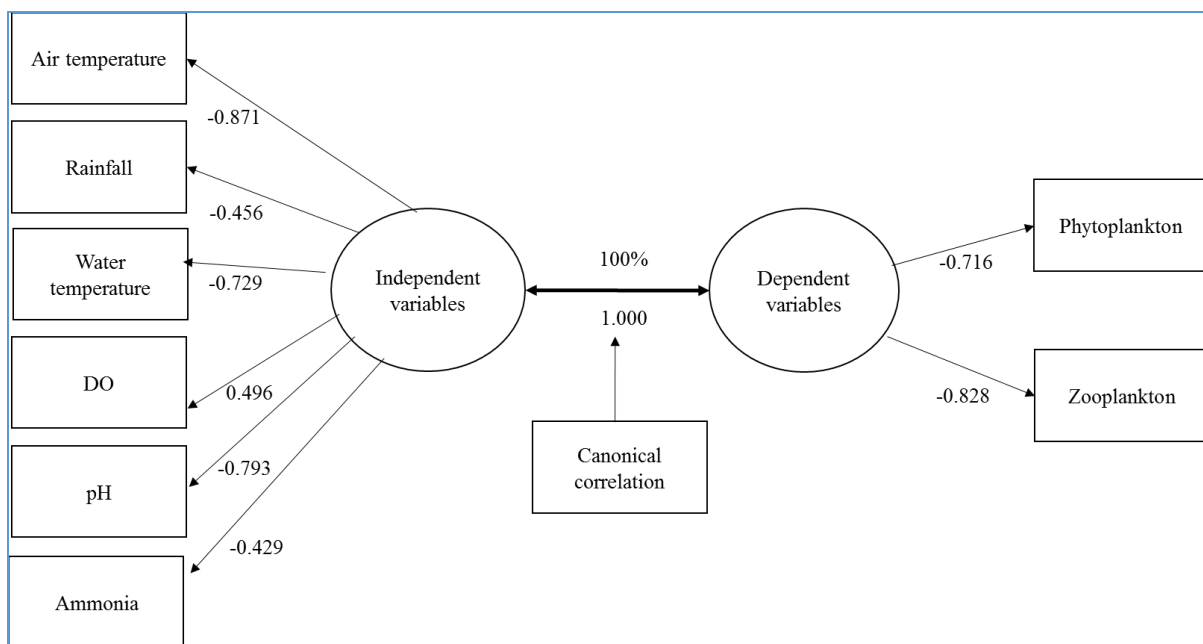 Air temperature
-0.871
Rainfall
-0.456
Water
temperature
-0.729
DO
0.496
pH
-0.793
Ammonia
-0.429
Independent
variables
100%
1.000
Canonical
correlation
Dependent
variables
-0.716
Phytoplankton
-0.828
Zooplankton